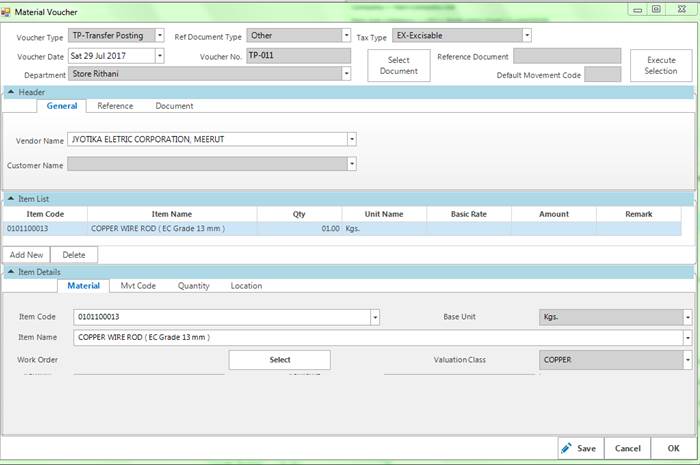 Material Voucher
Voucher Type TP-Transfer Posting Ref Document Type Other Tax Type EX-Excisable
Voucher Date Sat 29 Jul 2017 Voucher No. TP-011 Select Document Reference Document Execute Selection
Department Store Rithani Default Movement Code
Header
General Reference Document
Vendor Name JYOTIKA ELETRIC CORPORATION, MEERUT
Customer Name
Item List
Item Code Item Name Qty Unit Name Basic Rate Amount Remark
0101100013 COPPER WIRE ROD ( EC Grade 13 mm ) 01.00 Kgs.
Add New Delete
Item Details
Material Mvt Code Quantity Location
Item Code 0101100013 Base Unit Kgs.
Item Name COPPER WIRE ROD ( EC Grade 13 mm )
Work Order Select Valuation Class COPPER
Save Cancel OK